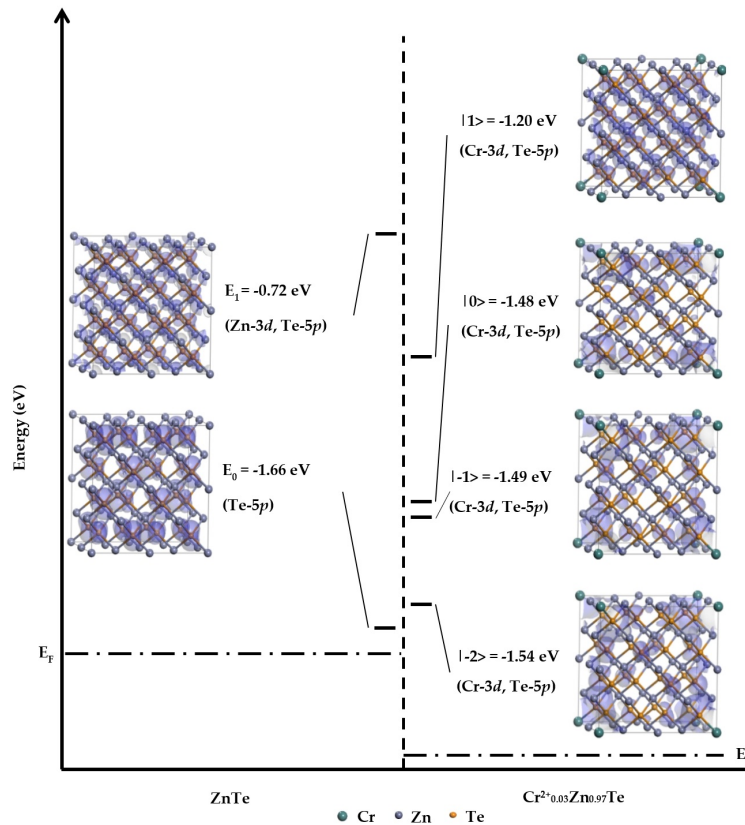 Energy (eV)
E₁ = -0.72 eV
(Zn-3d, Te-5p)
E₀ = -1.66 eV
(Te-5p)
E_F
|1> = -1.20 eV
(Cr-3d, Te-5p)
|0> = -1.48 eV
(Cr-3d, Te-5p)
|-1> = -1.49 eV
(Cr-3d, Te-5p)
|-2> = -1.54 eV
(Cr-3d, Te-5p)
E
ZnTe
Cr²⁺₀.₀₃Zn₀.₉₇Te
Cr Zn Te